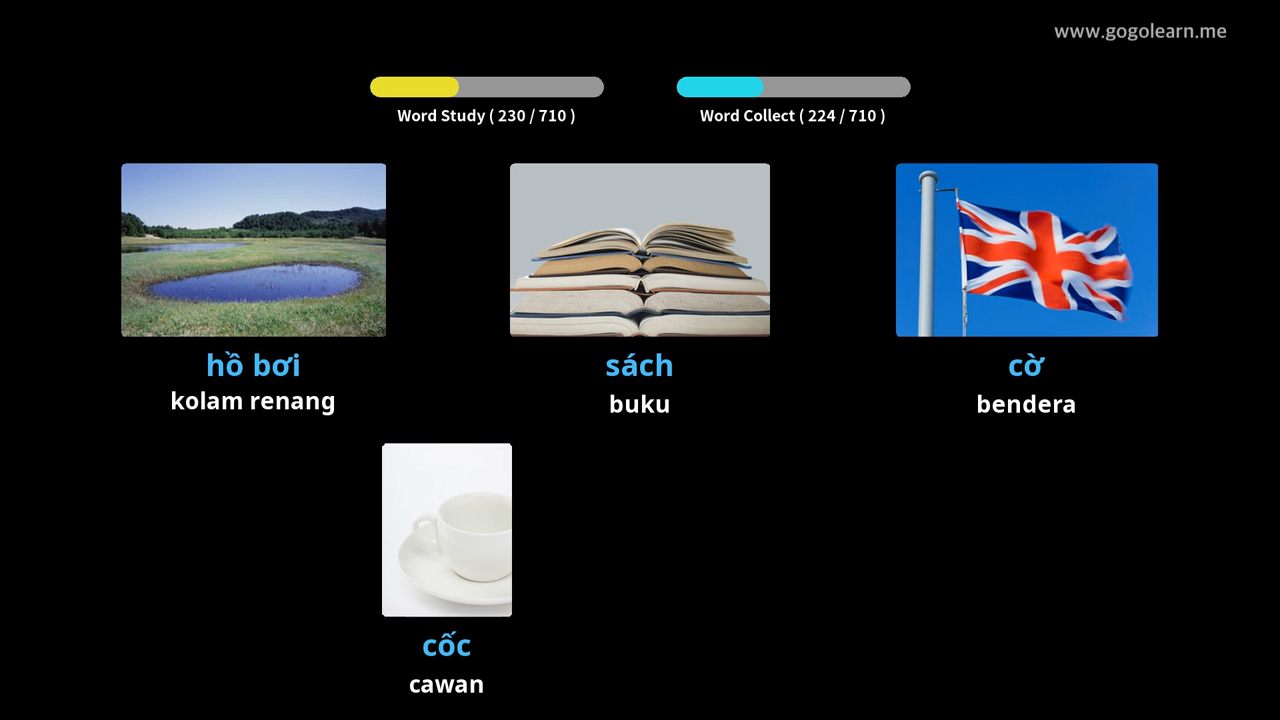 www.gogolearn.me
Word Study ( 230 / 710 )
Word Collect ( 224 / 710 )
hồ bơi
kolam renang
sách
buku
cờ
bendera
cốc
cawan